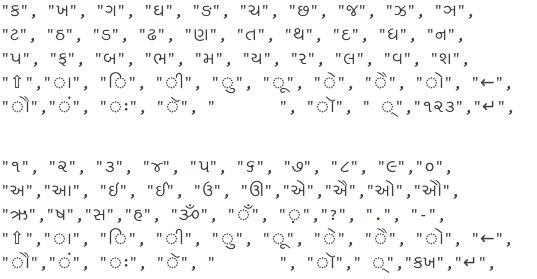 "ક", "ખ", "ગ", "ઘ", "ઙ", "ચ", "છ", "જ", "ઝ", "ઞ",
"ટ", "ઠ", "ડ", "ઢ", "ણ", "ત", "થ", "દ", "ધ", "ન",
"પ", "ફ", "બ", "ભ", "મ", "ય", "ર", "લ", "વ", "શ",
"⇧","ા", "િ", "ી", "ુ", "ૂ", "ે", "ૈ", "ો", "←",
"ૌ","ં", "ઃ", "ૅ", " ", "ૉ", "્","૧૨૩","↵",
"૧", "૨", "૩", "૪", "૫", "૬", "૭", "૮", "૯","૦",
"અ","આ", "ઇ", "ઈ", "ઉ", "ઊ","એ","ઐ","ઓ","ઔ",
"ઋ","ષ","સ","હ", "ૐ", "ઁ", "઼","?", ".", "-",
"⇧","ા", "િ", "ી", "ુ", "ૂ", "ે", "ૈ", "ો", "←",
"ૌ","ં", "ઃ", "ૅ", " ", "ૉ"," ્","કખ","↵",